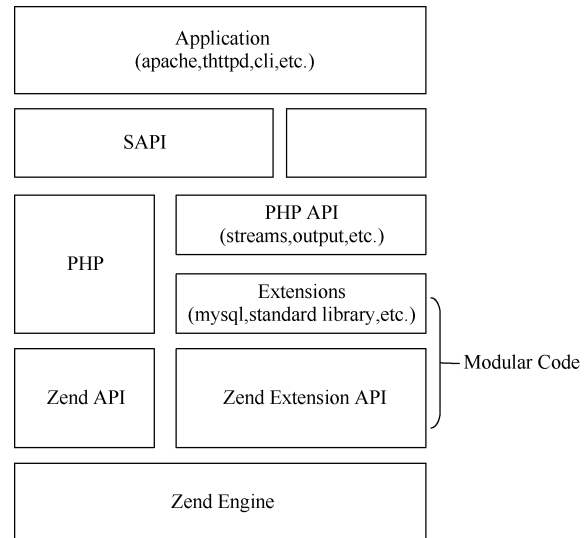 Application
(apache,thttpd,cli,etc.)
SAPI
PHP
PHP API
(streams,output,etc.)
Extensions
(mysql,standard library,etc.)
Modular Code
Zend API
Zend Extension API
Zend Engine